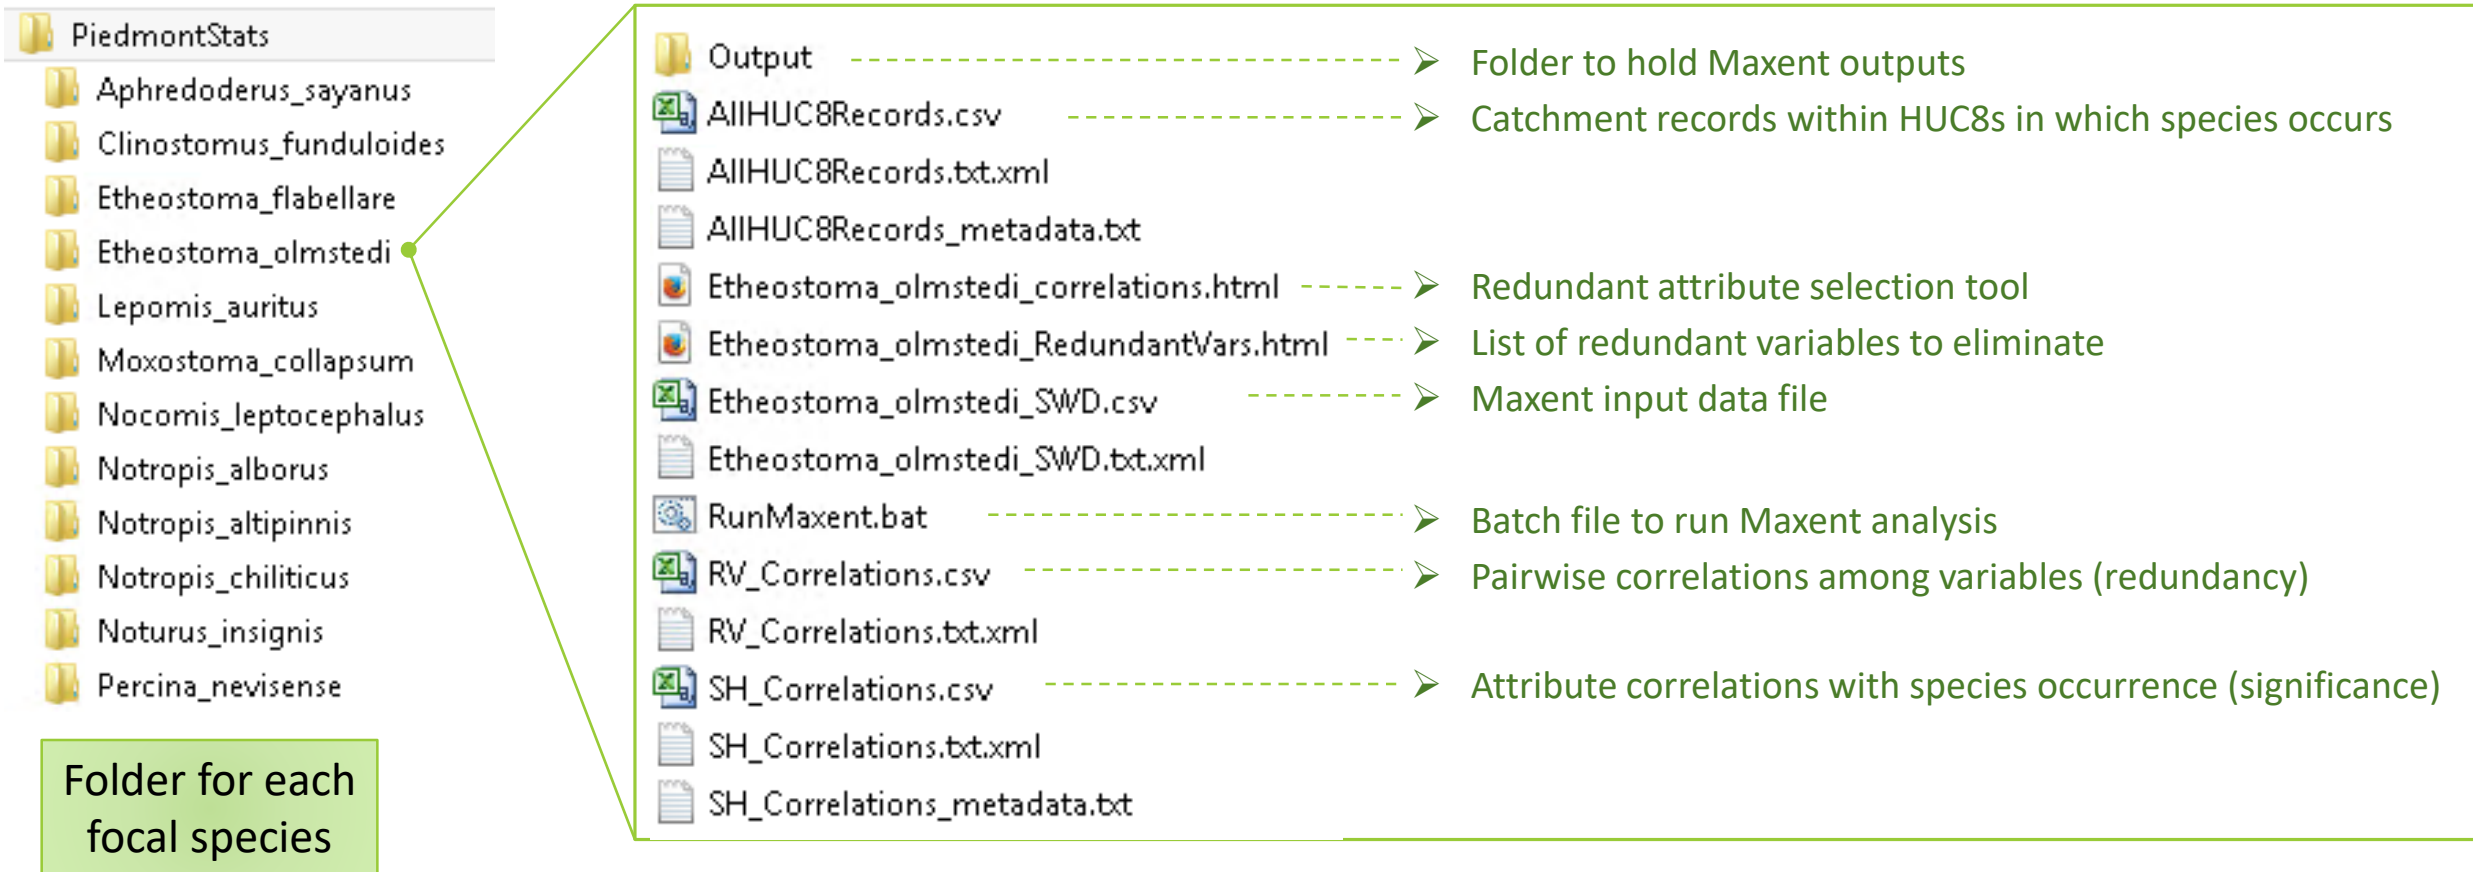 PiedmontStats
Aphredoderus_sayanus
Clinostomus_funduloides
Etheostoma_flabellare
Etheostoma_olmstedi
Lepomis_auritus
Moxostoma_collapsum
Nocomis_leptocephalus
Notropis_alborus
Notropis_altipinnis
Notropis_chiliticus
Noturus_insignis
Percina_nevisense
Folder for each
focal species
Output
Folder to hold Maxent outputs
AllHUC8Records.csv
Catchment records within HUC8s in which species occurs
AllHUC8Records.txt.xml
AllHUC8Records_metadata.txt
Etheostoma_olmstedi_correlations.html
Redundant attribute selection tool
Etheostoma_olmstedi_RedundantVars.html
List of redundant variables to eliminate
Etheostoma_olmstedi_SWD.csv
Maxent input data file
Etheostoma_olmstedi_SWD.txt.xml
RunMaxent.bat
Batch file to run Maxent analysis
RV_Correlations.csv
Pairwise correlations among variables (redundancy)
RV_Correlations.txt.xml
SH_Correlations.csv
Attribute correlations with species occurrence (significance)
SH_Correlations.txt.xml
SH_Correlations_metadata.txt